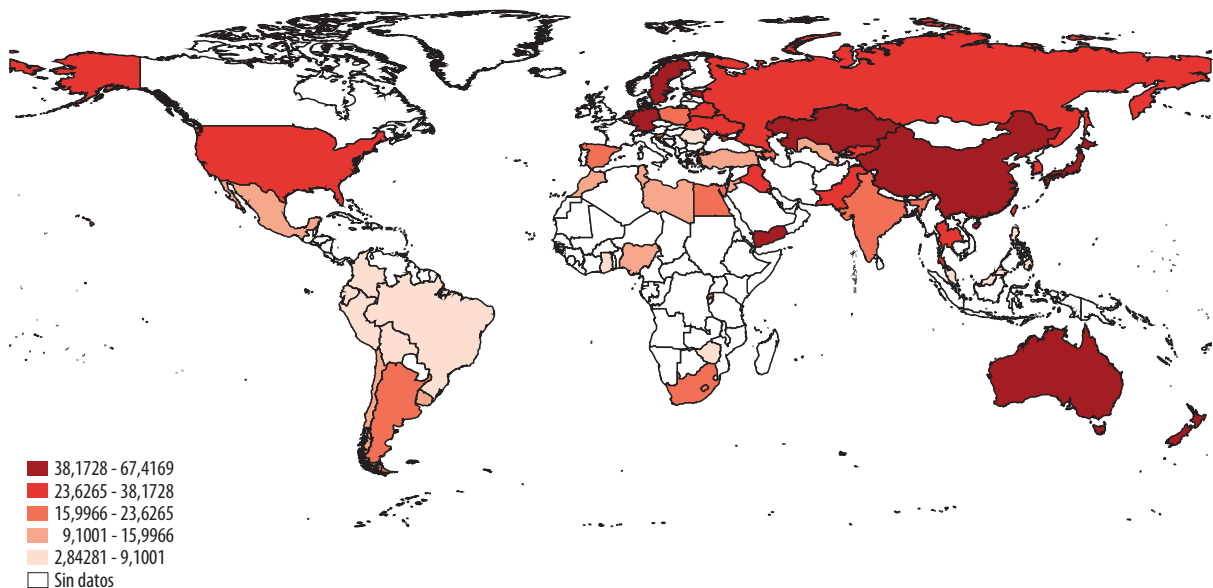 38,1728 - 67,4169
23,6265 - 38,1728
15,9966 - 23,6265
9,1001 - 15,9966
2,84281 - 9,1001
Sin datos